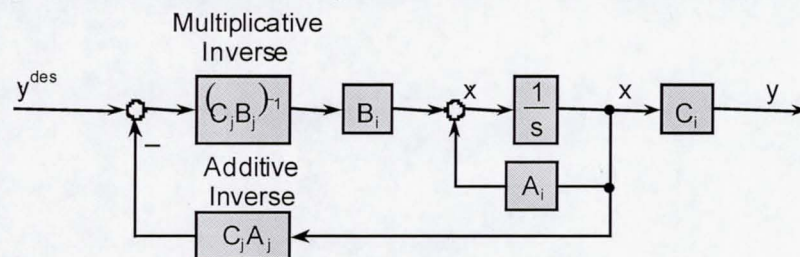 Multiplicative
Inverse
y^des
(C_jB_j)^-1
B_i
ẋ
1/s
x
C_i
y
−
Additive
Inverse
A_i
C_jA_j